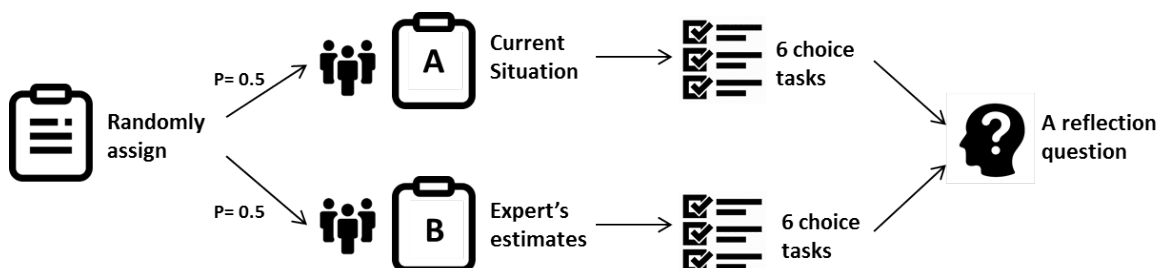 Randomly
assign
P= 0.5
A
Current
Situation
6 choice
tasks
P= 0.5
B
Expert's
estimates
6 choice
tasks
?
A reflection
question